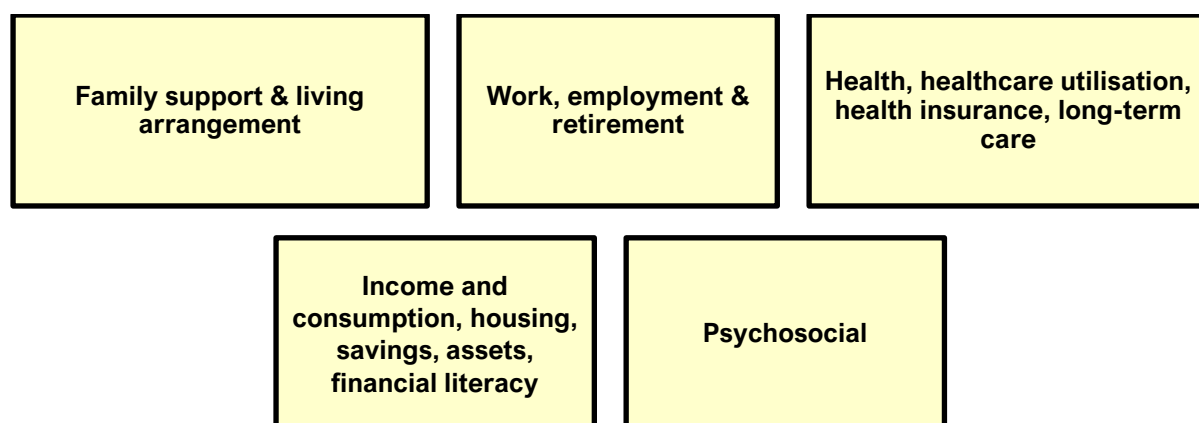 Family support & living
arrangement
Work, employment &
retirement
Health, healthcare utilisation,
health insurance, long-term
care
Income and
consumption, housing,
savings, assets,
financial literacy
Psychosocial